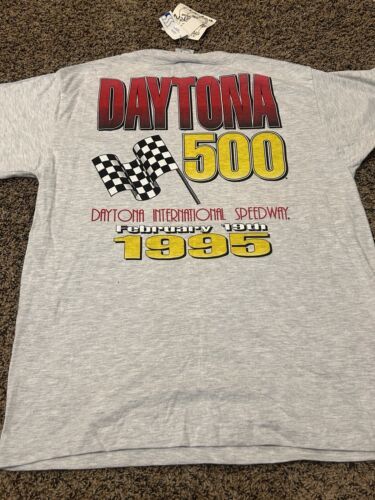 DAYTONA
500
DAYTONA INTERNATIONAL SPEEDWAY.
February 19th
1995